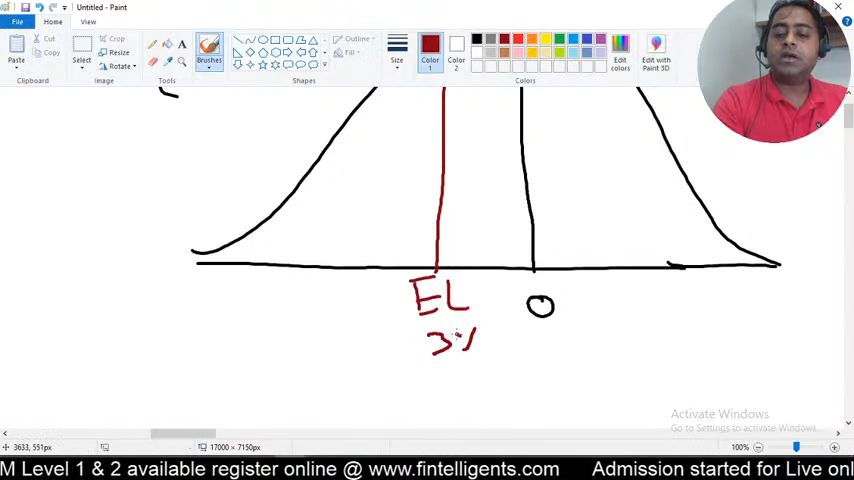 Untitled - Paint
File Home View
Paste
Cut
Copy
Clipboard
Select
Crop
Resize
Rotate
Image
Tools
Brushes
Outline
Fill
Shapes
Size
Color 1
Color 2
Colors
Edit colors
Edit with Paint 3D
EL
0
3%
Activate Windows
Go to Settings to activate Windows.
3633, 551px
17000 × 7150px
100%
M Level 1 & 2 available register online @ www.fintelligents.com Admission started for Live onl